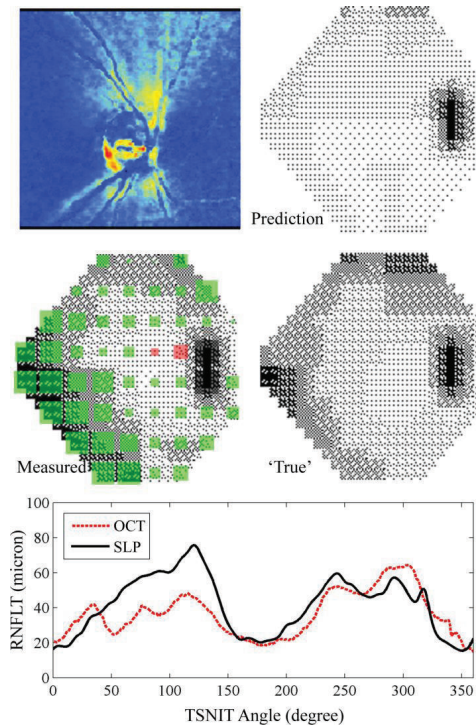 Prediction
Measured
'True'
100
80
60
40
20
0
RNFLT (micron)
OCT
SLP
0 50 100 150 200 250 300 350
TSNIT Angle (degree)